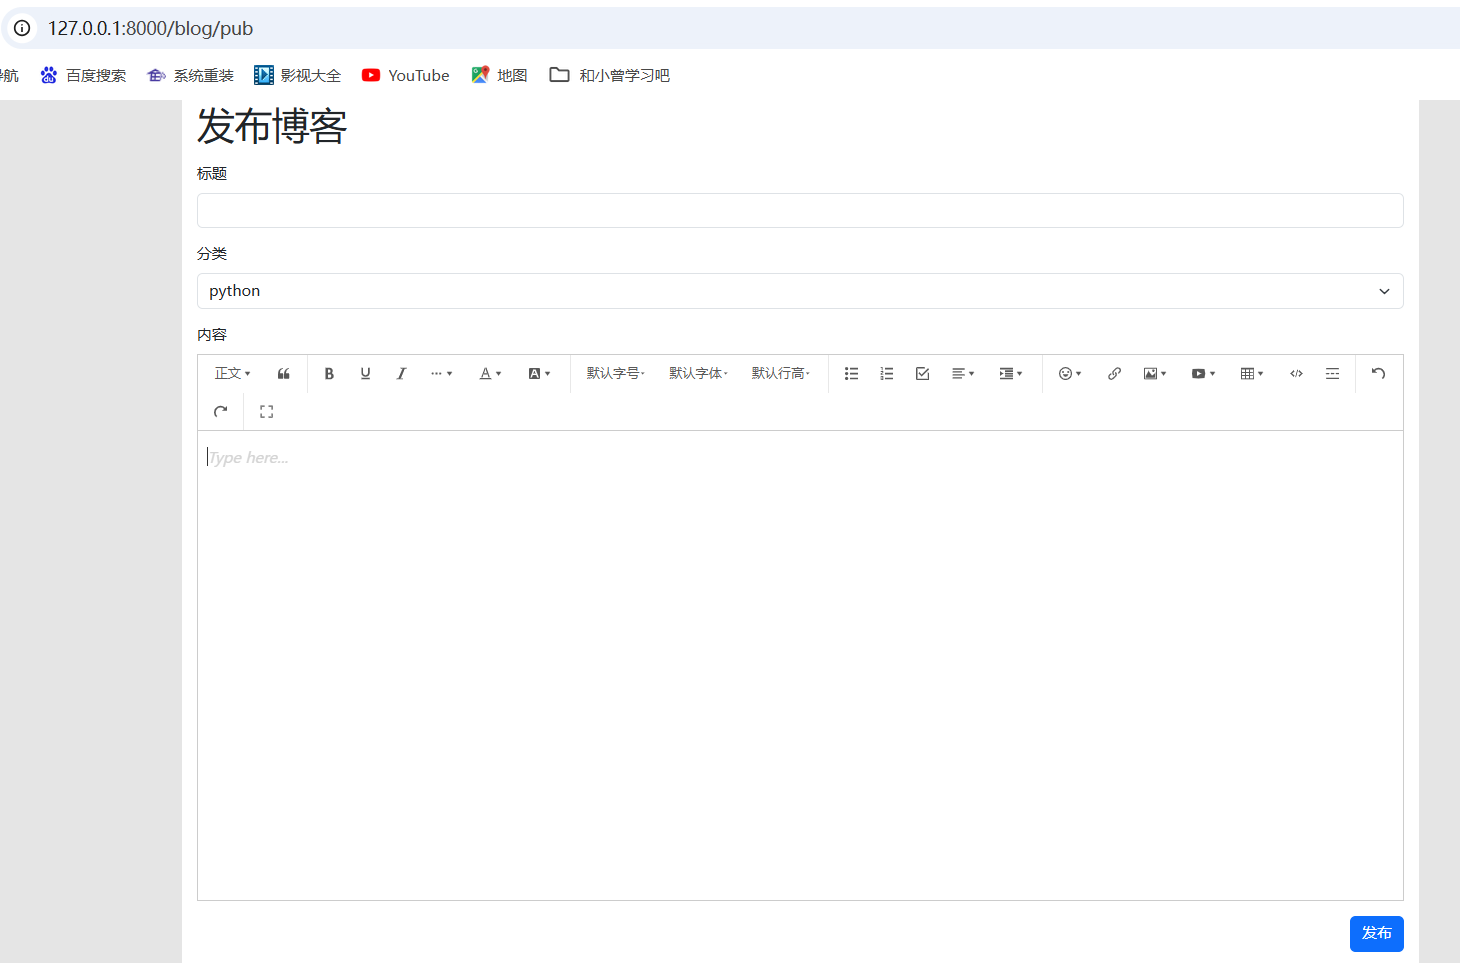 127.0.0.1:8000/blog/pub
航 百度搜索 系统重装 影视大全 YouTube 地图 和小曾学习吧
发布博客
标题
分类
python
内容
正文 B U I A A 默认字号 默认字体 默认行高
Type here...
发布